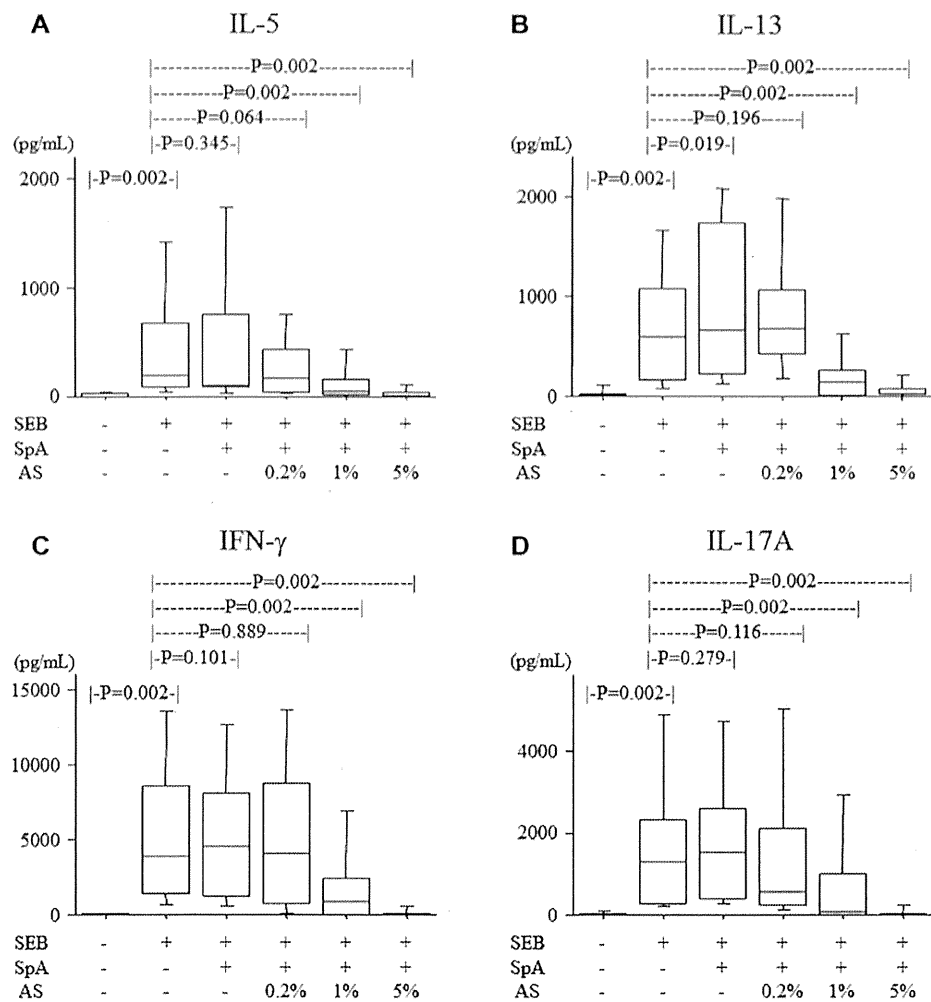 A IL-5
|--------------------P=0.002--------------------|
|---------------P=0.002---------------|
|----------P=0.064----------|
(pg/mL) |-P=0.345-|
|-P=0.002-|
2000
1000
0
SEB - + + + + +
SpA - - + + + +
AS - - - 0.2% 1% 5%
B IL-13
|--------------------P=0.002--------------------|
|---------------P=0.002---------------|
|----------P=0.196----------|
(pg/mL) |-P=0.019-|
|-P=0.002-|
2000
1000
0
SEB - + + + + +
SpA - - + + + +
AS - - - 0.2% 1% 5%
C IFN-γ
|--------------------P=0.002--------------------|
|---------------P=0.002---------------|
|----------P=0.889----------|
(pg/mL) |-P=0.101-|
|-P=0.002-|
15000
10000
5000
0
SEB - + + + + +
SpA - - + + + +
AS - - - 0.2% 1% 5%
D IL-17A
|--------------------P=0.002--------------------|
|---------------P=0.002---------------|
|----------P=0.116----------|
(pg/mL) |-P=0.279-|
|-P=0.002-|
4000
2000
0
SEB - + + + + +
SpA - - + + + +
AS - - - 0.2% 1% 5%